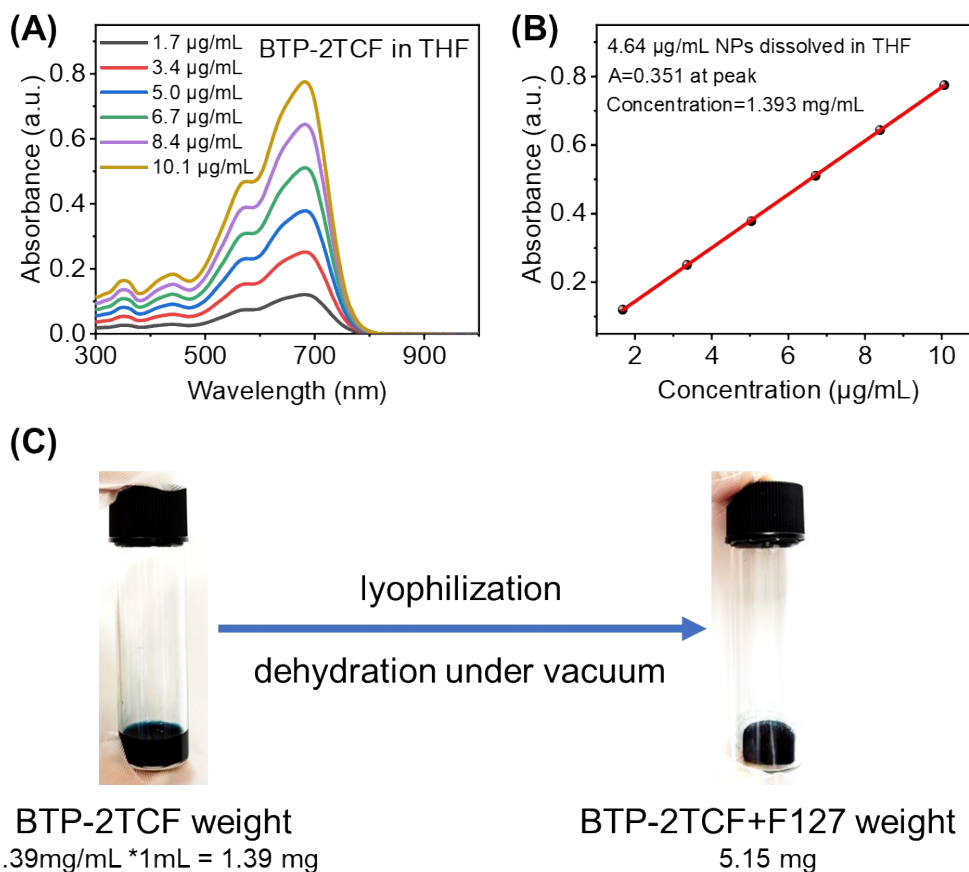 (A)
1.7 µg/mL
3.4 µg/mL
5.0 µg/mL
6.7 µg/mL
8.4 µg/mL
10.1 µg/mL
BTP-2TCF in THF
Absorbance (a.u.)
0.8
0.6
0.4
0.2
0.0
300 500 700 900
Wavelength (nm)
(B)
4.64 µg/mL NPs dissolved in THF
A=0.351 at peak
Concentration=1.393 mg/mL
Absorbance (a.u.)
0.8
0.6
0.4
0.2
2 4 6 8 10
Concentration (µg/mL)
(C)
lyophilization
dehydration under vacuum
BTP-2TCF weight
.39mg/mL *1mL = 1.39 mg
BTP-2TCF+F127 weight
5.15 mg